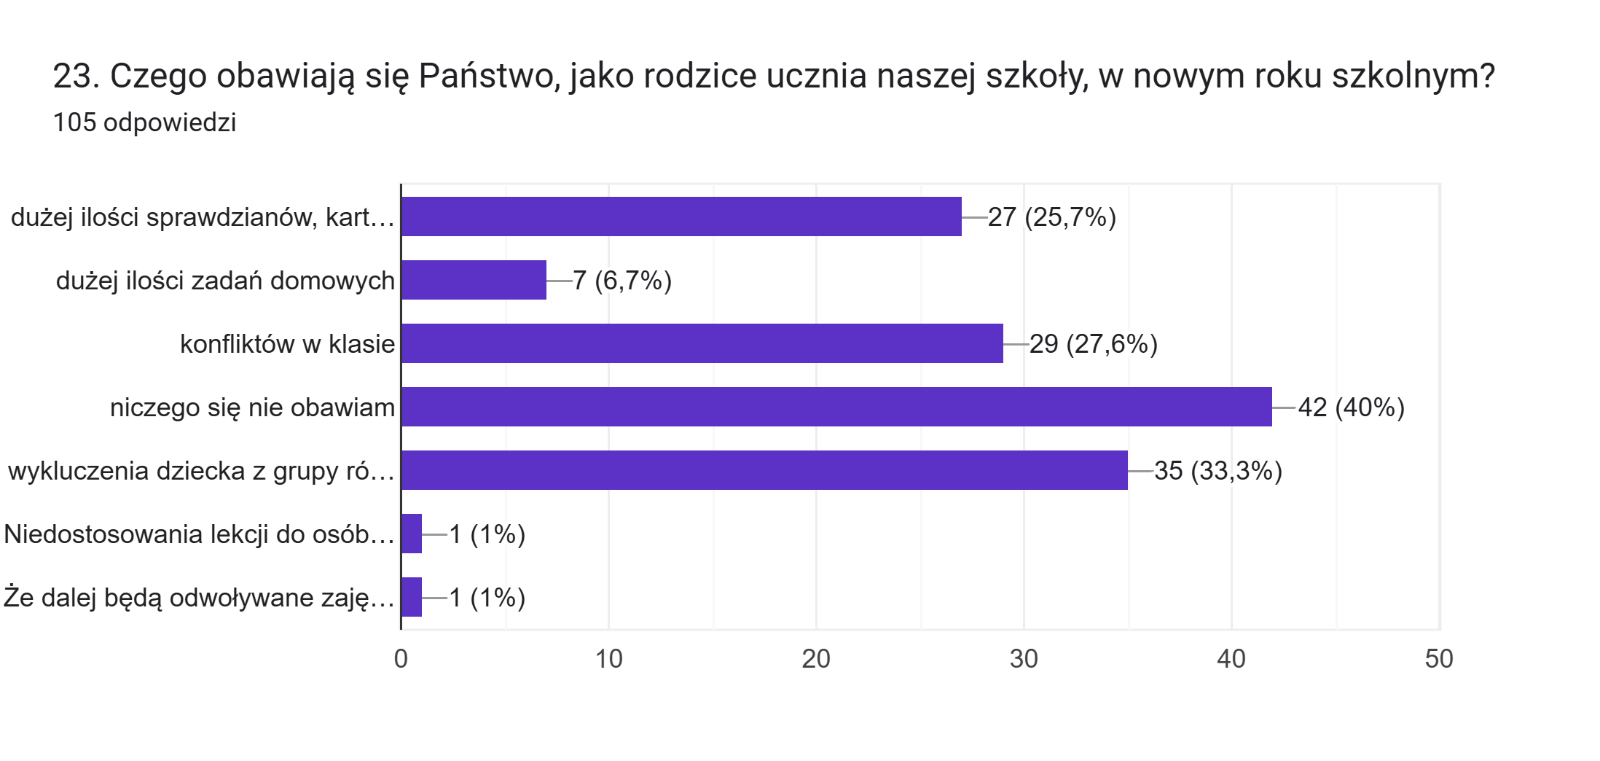 23. Czego obawiają się Państwo, jako rodzice ucznia naszej szkoły, w nowym roku szkolnym?
105 odpowiedzi
dużej ilości sprawdzianów, kart… 27 (25,7%)
dużej ilości zadań domowych 7 (6,7%)
konfliktów w klasie 29 (27,6%)
niczego się nie obawiam 42 (40%)
wykluczenia dziecka z grupy ró… 35 (33,3%)
Niedostosowania lekcji do osób… 1 (1%)
Że dalej będą odwoływane zaję… 1 (1%)
0 10 20 30 40 50